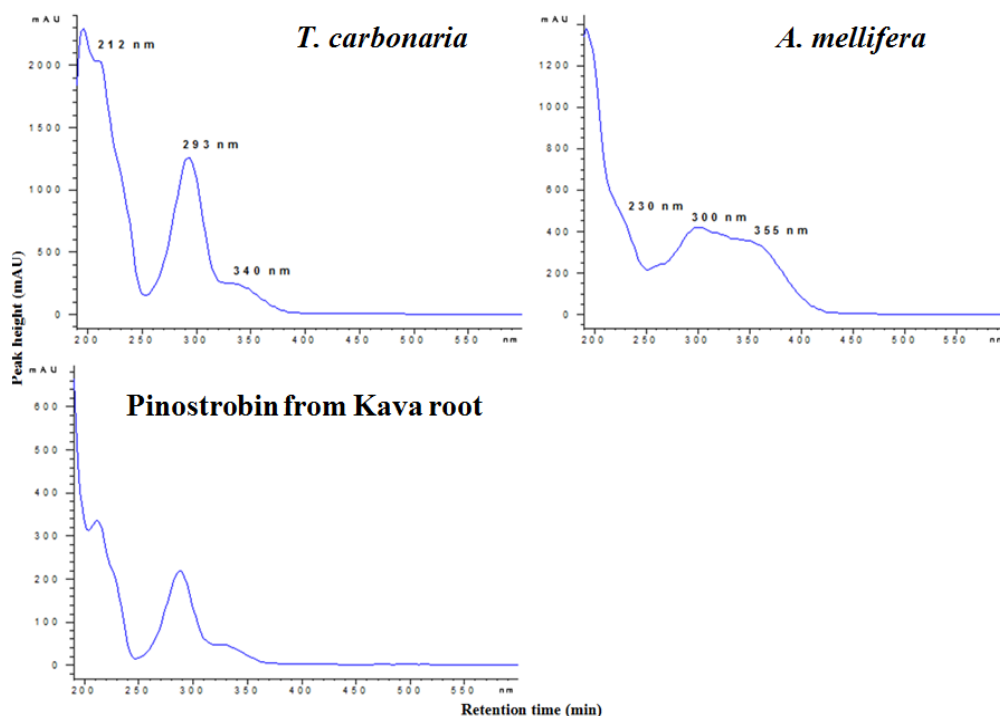 mAU
T. carbonaria
212 nm
2000
1500
293 nm
1000
500
340 nm
0
200 250 300 350 400 450 500 550 nm
mAU
A. mellifera
1200
1000
800
600
230 nm
300 nm
355 nm
400
200
0
200 250 300 350 400 450 500 550 nm
Peak height (mAU)
mAU
Pinostrobin from Kava root
600
500
400
300
200
100
0
200 250 300 350 400 450 500 550 nm
Retention time (min)